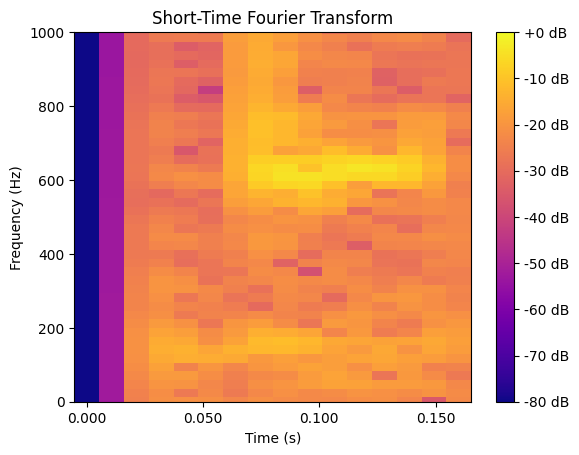 Short-Time Fourier Transform
1000
800
600
400
200
0
Frequency (Hz)
0.000
0.050
0.100
0.150
Time (s)
+0 dB
-10 dB
-20 dB
-30 dB
-40 dB
-50 dB
-60 dB
-70 dB
-80 dB